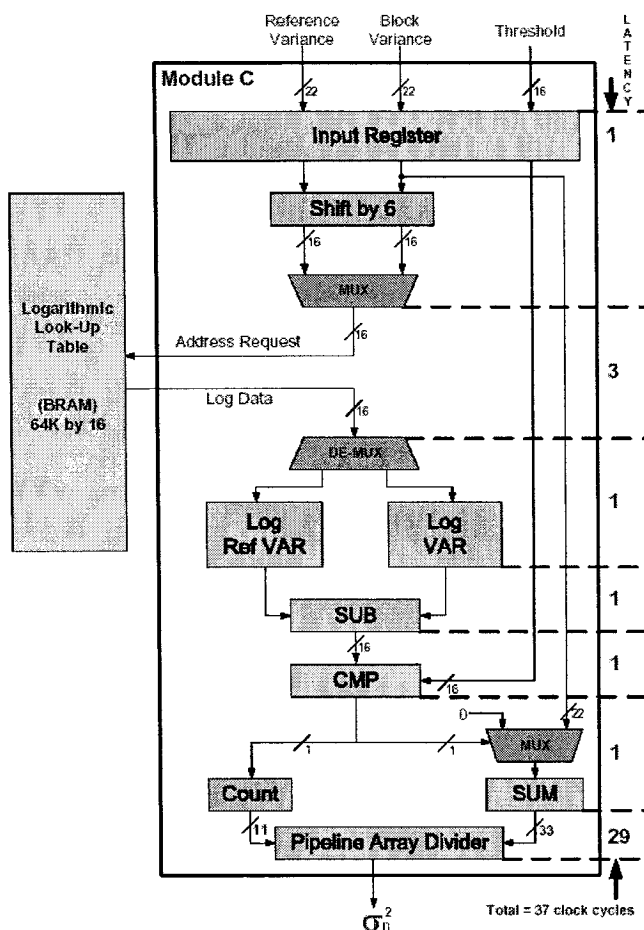 Reference
Variance
Block
Variance
Threshold
LATENCY
Module C
22
22
16
Input Register
1
Shift by 6
16
16
MUX
Logarithmic
Look-Up
Table
(BRAM)
64K by 16
16
Address Request
3
Log Data
16
DE-MUX
Log
Ref VAR
Log
VAR
1
SUB
1
16
CMP
16
1
0
22
1
1
MUX
1
Count
SUM
11
33
Pipeline Array Divider
29
σn²
Total = 37 clock cycles